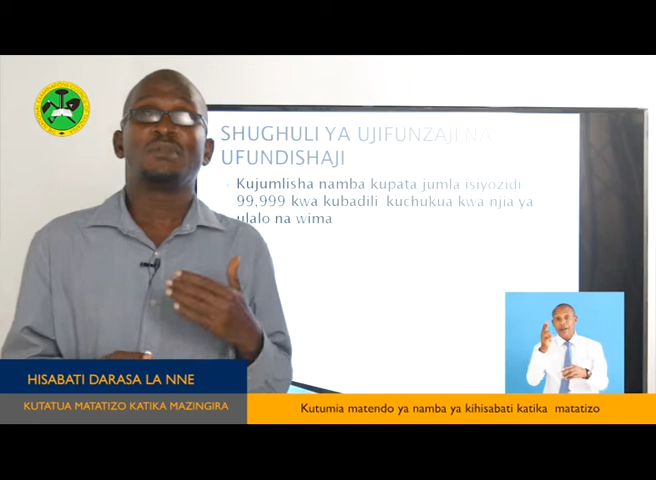 SHUGHULI YA UJIFUNZAJI NA
UFUNDISHAJI
Kujumlisha namba kupata jumla isiyozidi
99,999 kwa kubadili kuchukua kwa njia ya
ulalo na wima
HISABATI DARASA LA NNE
KUTATUA MATATIZO KATIKA MAZINGIRA
Kutumia matendo ya namba ya kihisabati katika matatizo